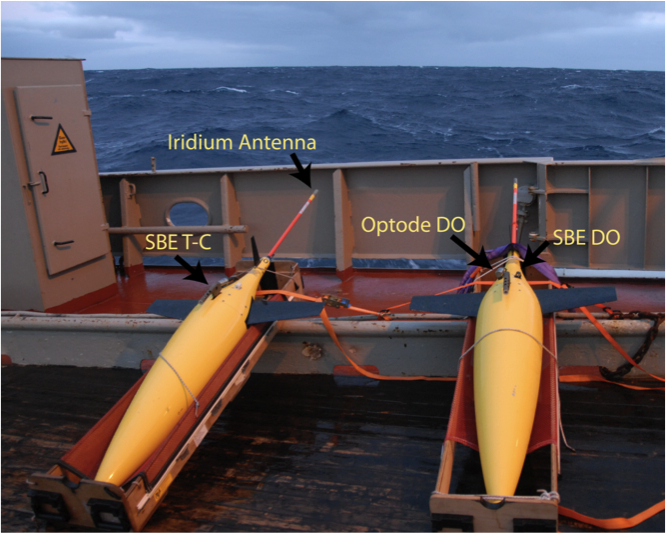 Iridium Antenna
Optode DO
SBE DO
SBE T-C